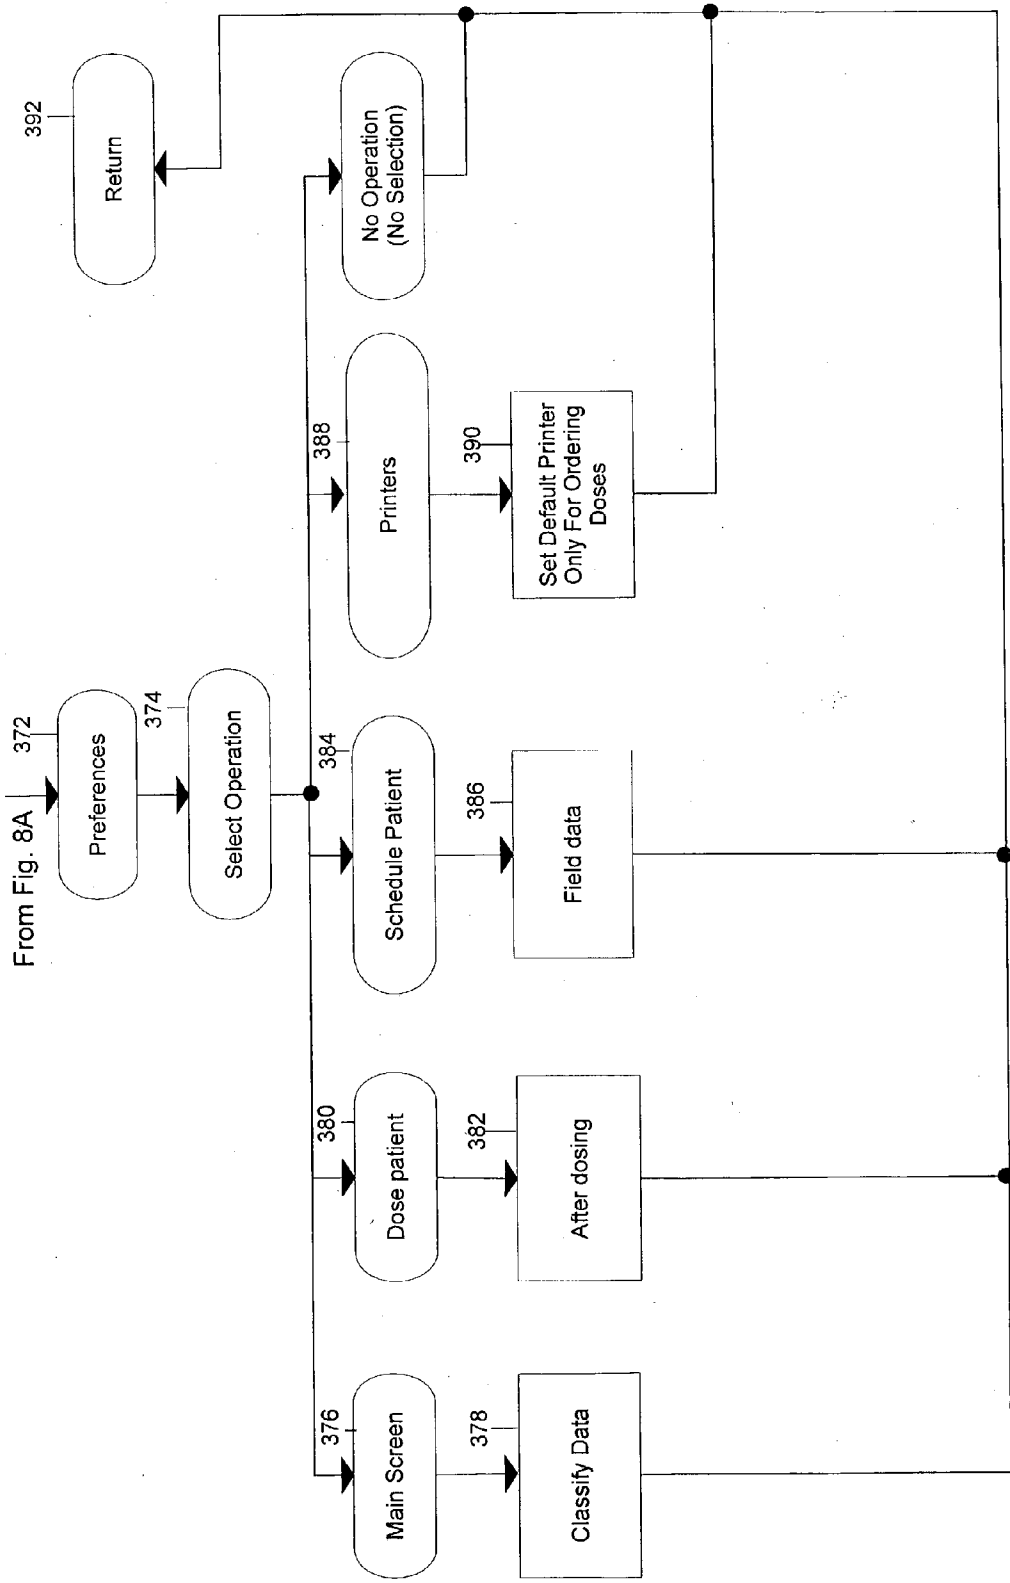 From Fig. 8A
372
Preferences
374
Select Operation
376
Main Screen
378
Classify Data
380
Dose patient
382
After dosing
384
Schedule Patient
386
Field data
388
Printers
390
Set Default Printer
Only For Ordering
Doses
No Operation
(No Selection)
392
Return